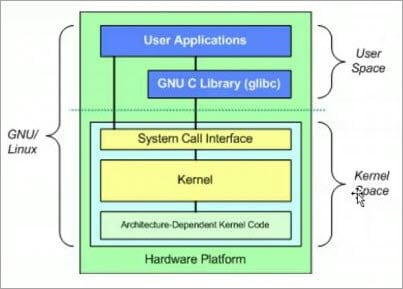 User Applications
GNU C Library (glibc)
User
Space
GNU/
Linux
System Call Interface
Kernel
Architecture-Dependent Kernel Code
Kernel
Space
Hardware Platform